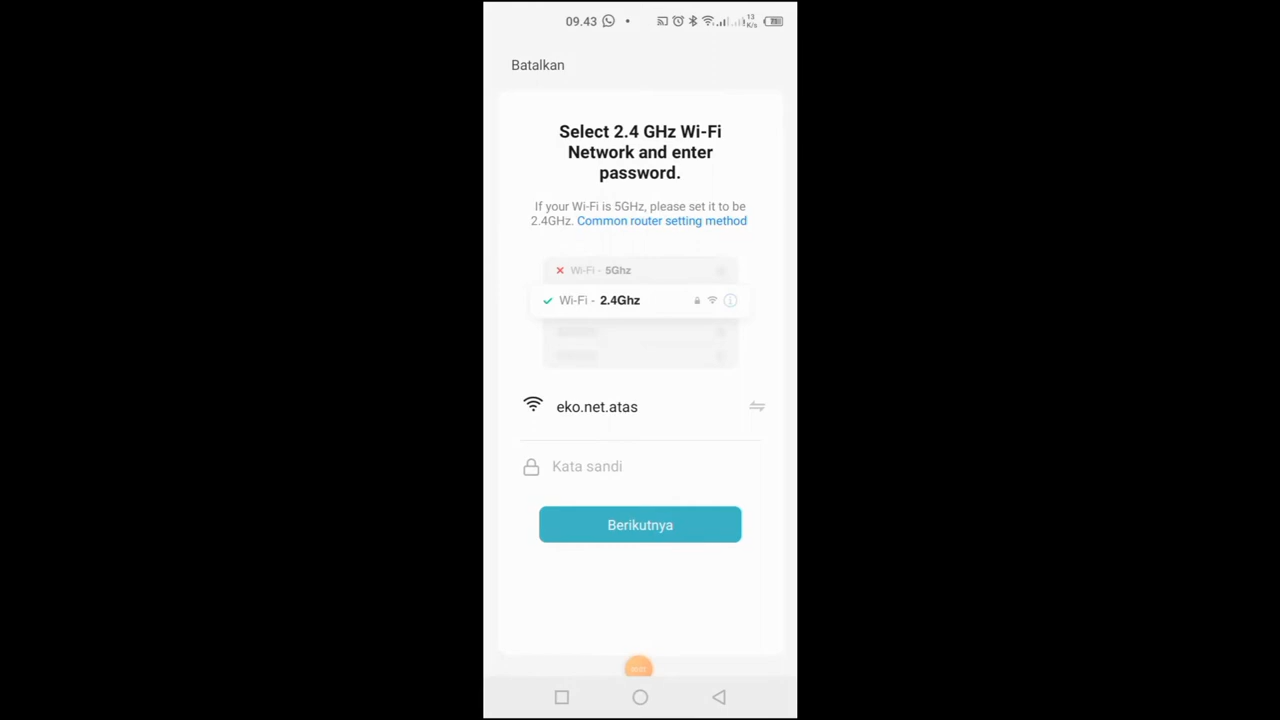 09.43
13
K/s
Batalkan
Select 2.4 GHz Wi-Fi
Network and enter
password.
If your Wi-Fi is 5GHz, please set it to be
2.4GHz. Common router setting method
Wi-Fi - 5Ghz
Wi-Fi - 2.4Ghz
eko.net.atas
Kata sandi
Berikutnya